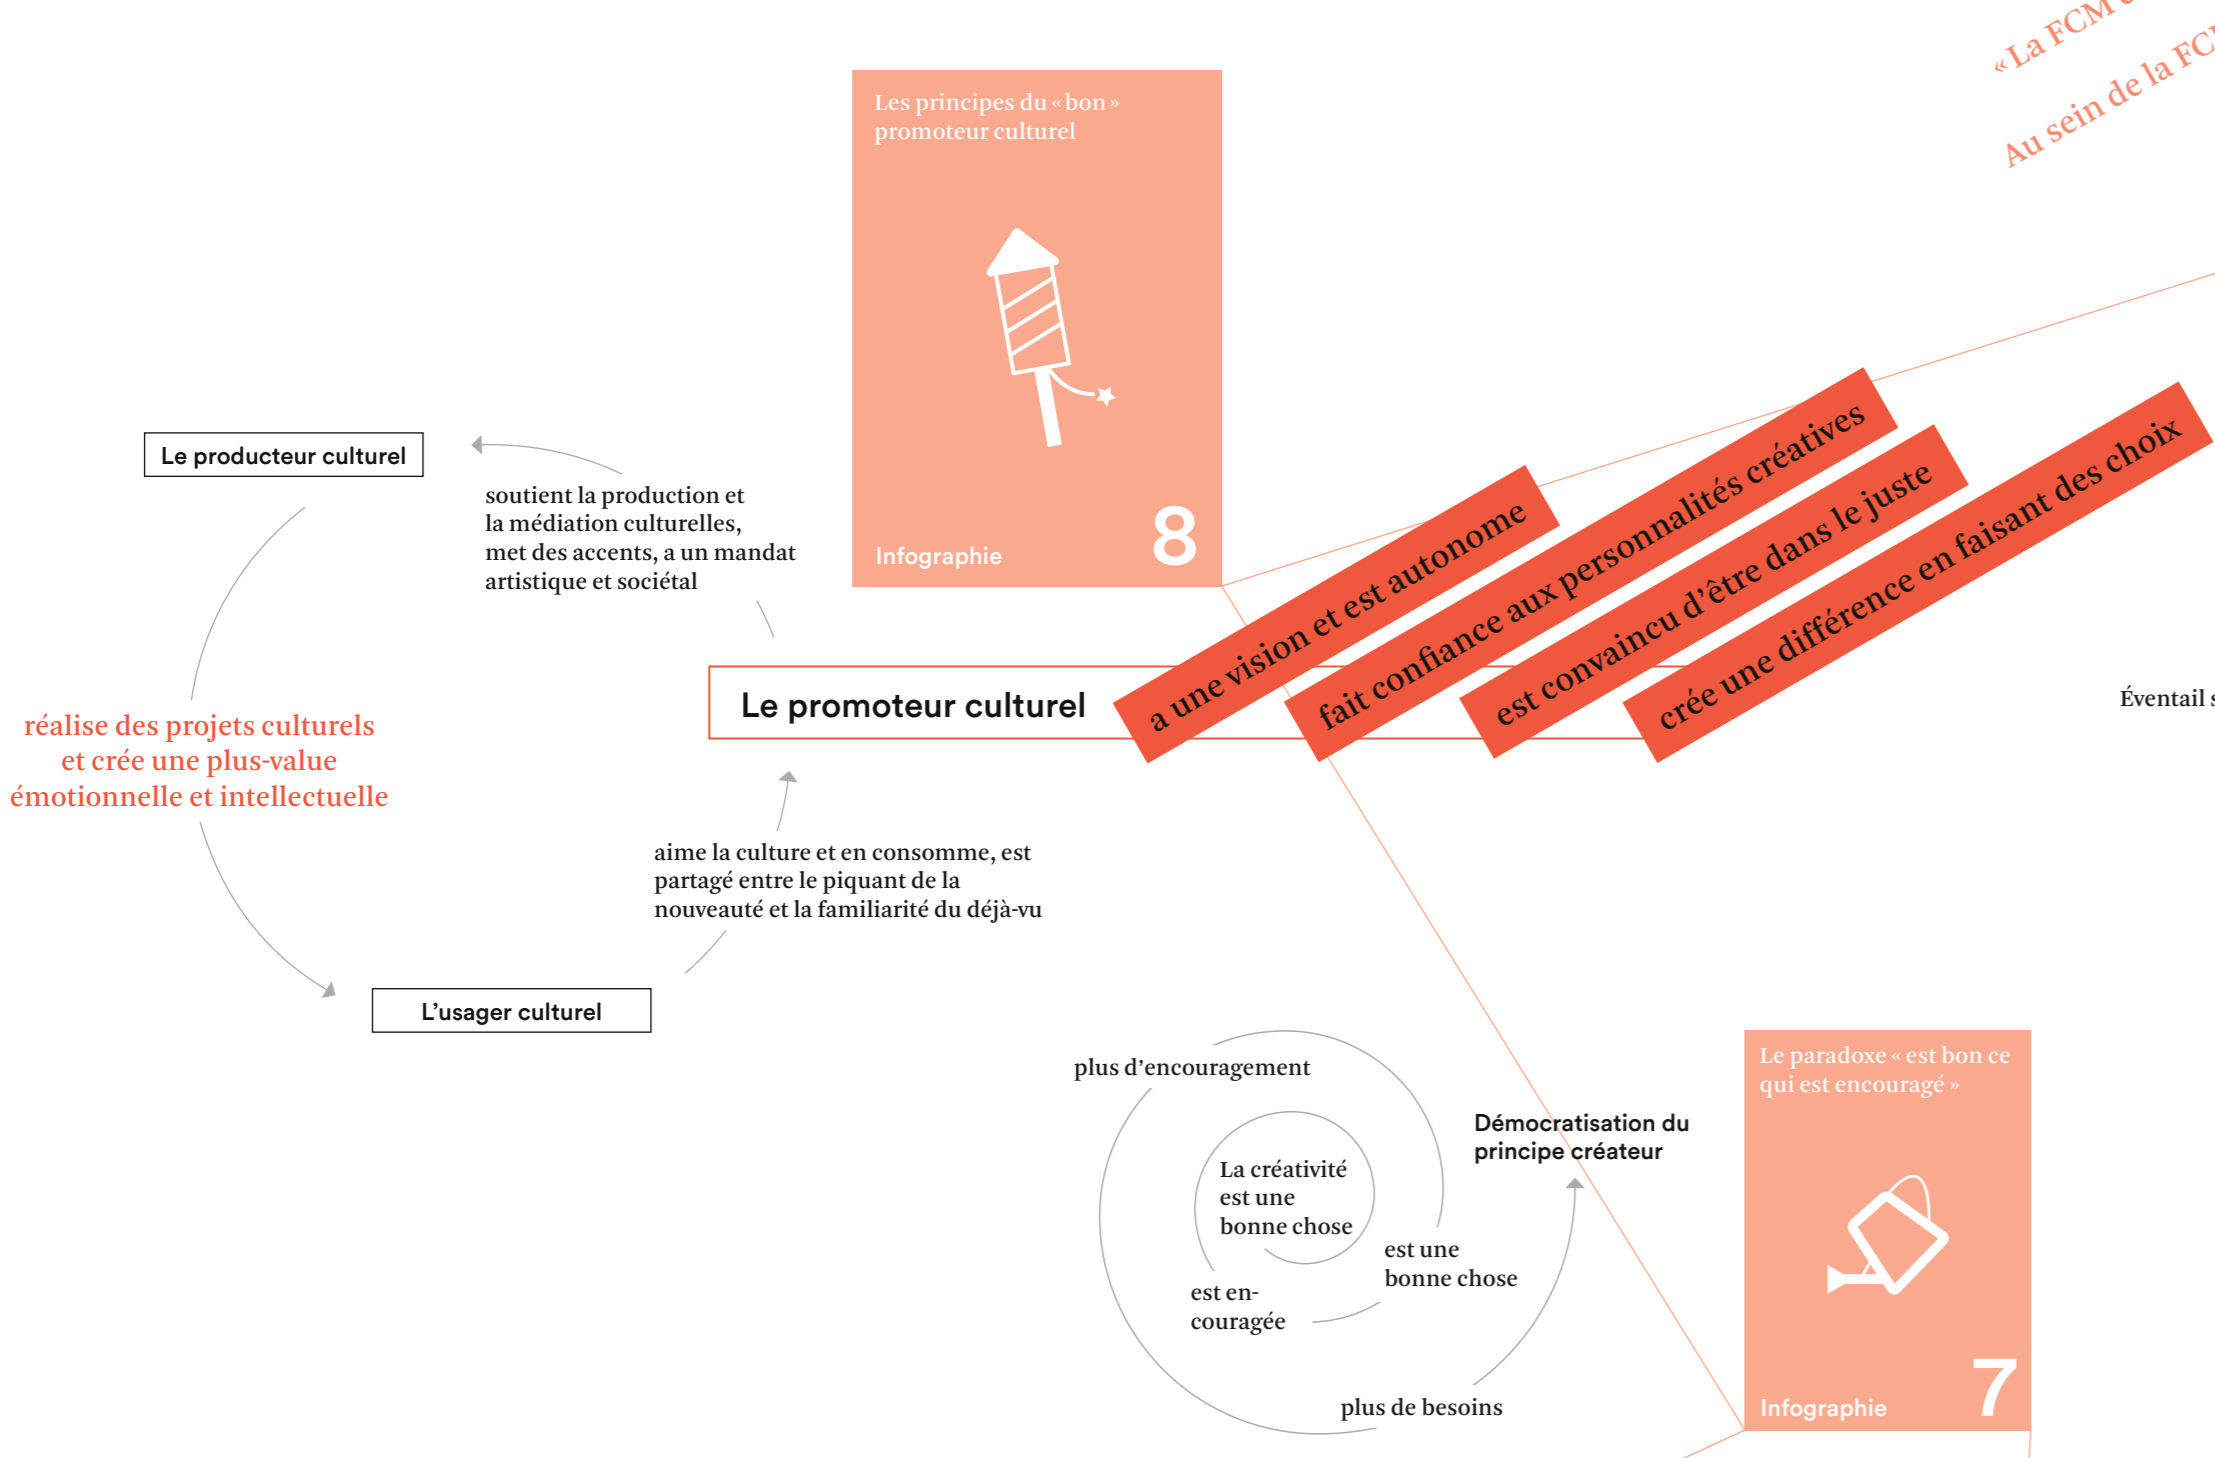 « La FCM
Au sein de la
Les principes du « bon »
promoteur culturel
Infographie
8
Le producteur culturel
soutient la production et
la médiation culturelles,
met des accents, a un mandat
artistique et sociétal
a une vision et est autonome
fait confiance aux personnalités créatives
est convaincu d’être dans le juste
crée une différence en faisant des choix
Le promoteur culturel
Éventail
réalise des projets culturels
et crée une plus-value
émotionnelle et intellectuelle
aime la culture et en consomme, est
partagé entre le piquant de la
nouveauté et la familiarité du déjà-vu
L’usager culturel
plus d’encouragement
La créativité
est une
bonne chose
est en-
couragée
est une
bonne chose
plus de besoins
Démocratisation du
principe créateur
Le paradoxe « est bon ce
qui est encouragé »
Infographie
7